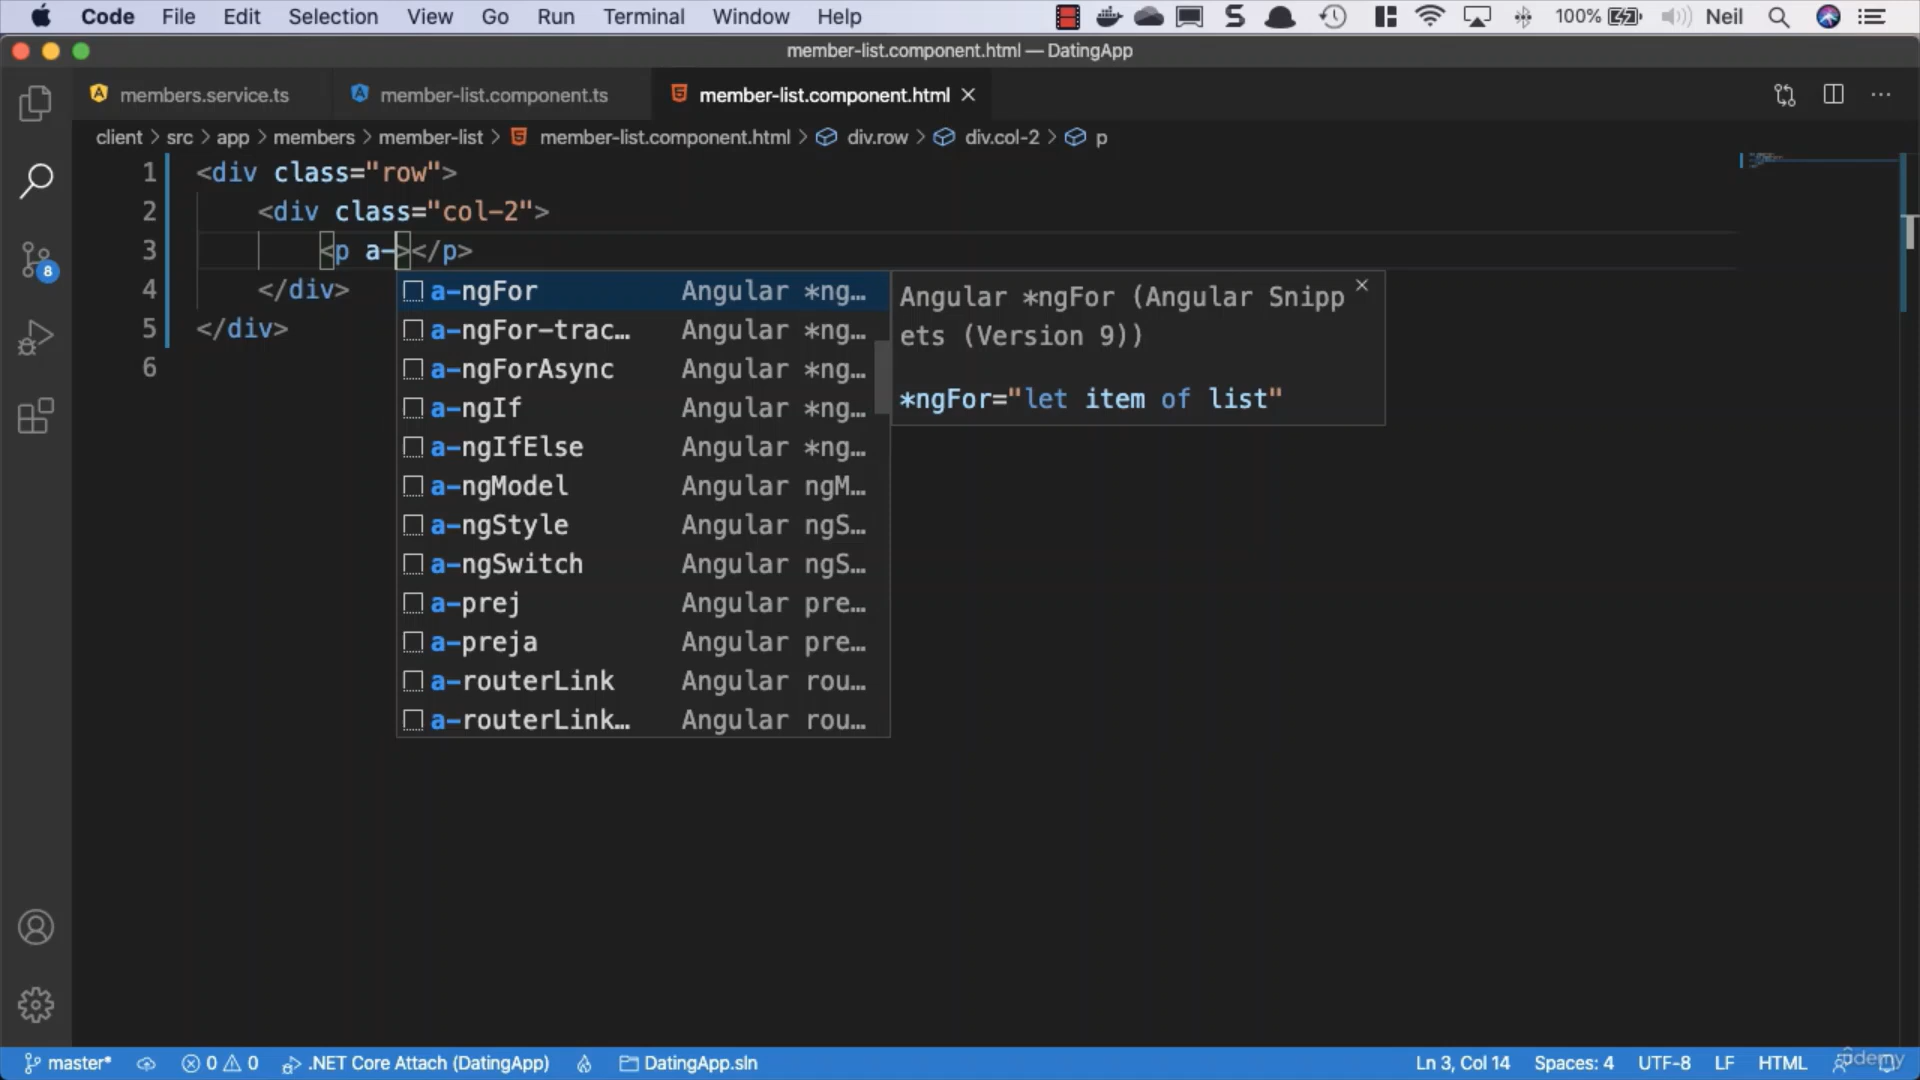 Code File Edit Selection View Go Run Terminal Window Help 100% Neil
member-list.component.html — DatingApp
members.service.ts member-list.component.ts member-list.component.html
client > src > app > members > member-list > member-list.component.html > div.row > div.col-2 > p
1 <div class="row">
2 <div class="col-2">
3 <p a-></p>
4 </div>
5 </div>
6
a-ngFor Angular *ng…
a-ngFor-trac… Angular *ng…
a-ngForAsync Angular *ng…
a-ngIf Angular *ng…
a-ngIfElse Angular *ng…
a-ngModel Angular ngM…
a-ngStyle Angular ngS…
a-ngSwitch Angular ngS…
a-prej Angular pre…
a-preja Angular pre…
a-routerLink Angular rou…
a-routerLink… Angular rou…
Angular *ngFor (Angular Snipp
ets (Version 9))
*ngFor="let item of list"
8
master* 0 0 .NET Core Attach (DatingApp) DatingApp.sln Ln 3, Col 14 Spaces: 4 UTF-8 LF HTML
udemy